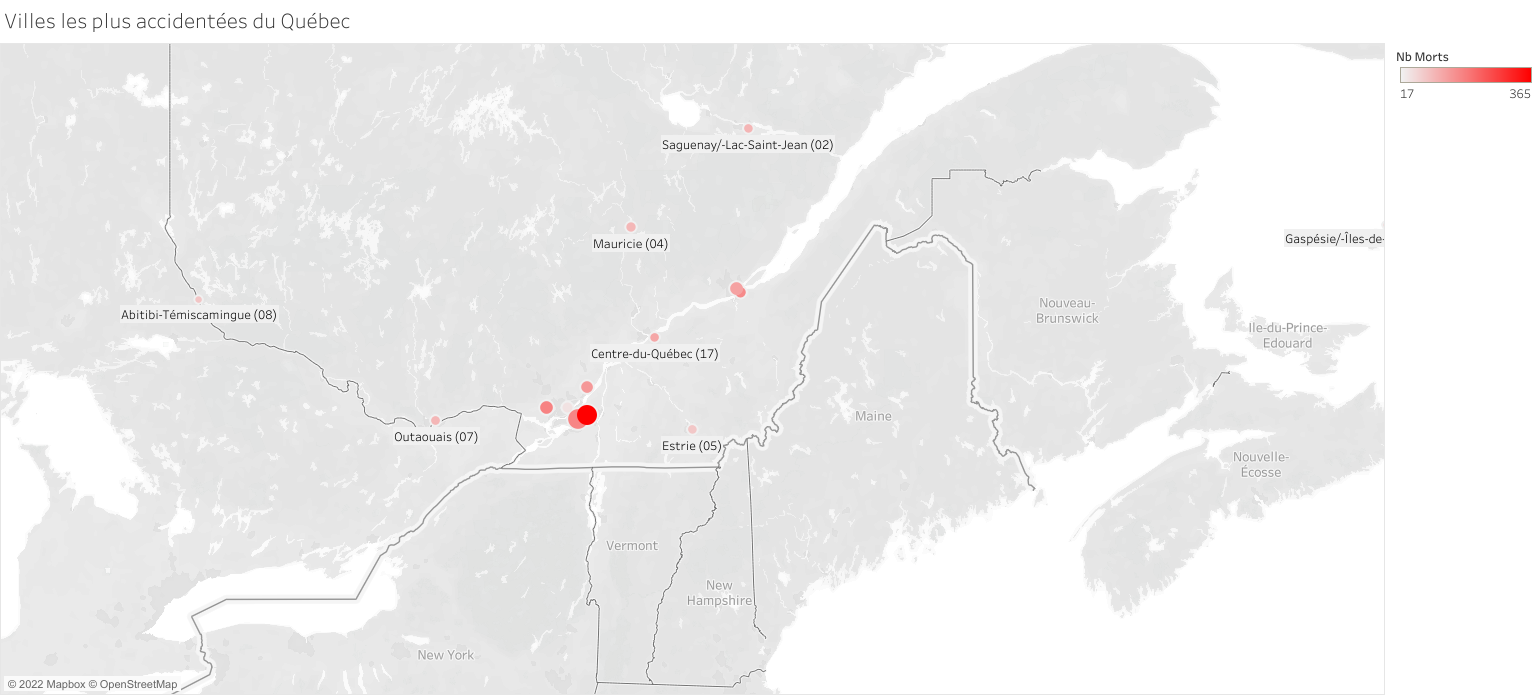 Villes les plus accidentées du Québec
Nb Morts
17 365
Saguenay/-Lac-Saint-Jean (02)
Mauricie (04)
Gaspésie/-Îles-de-
Abitibi-Témiscamingue (08)
Nouveau-
Brunswick
Ile-du-Prince-
Edouard
Centre-du-Québec (17)
Maine
Outaouais (07)
Estrie (05)
Nouvelle-
Écosse
Vermont
New
Hampshire
New York
© 2022 Mapbox © OpenStreetMap